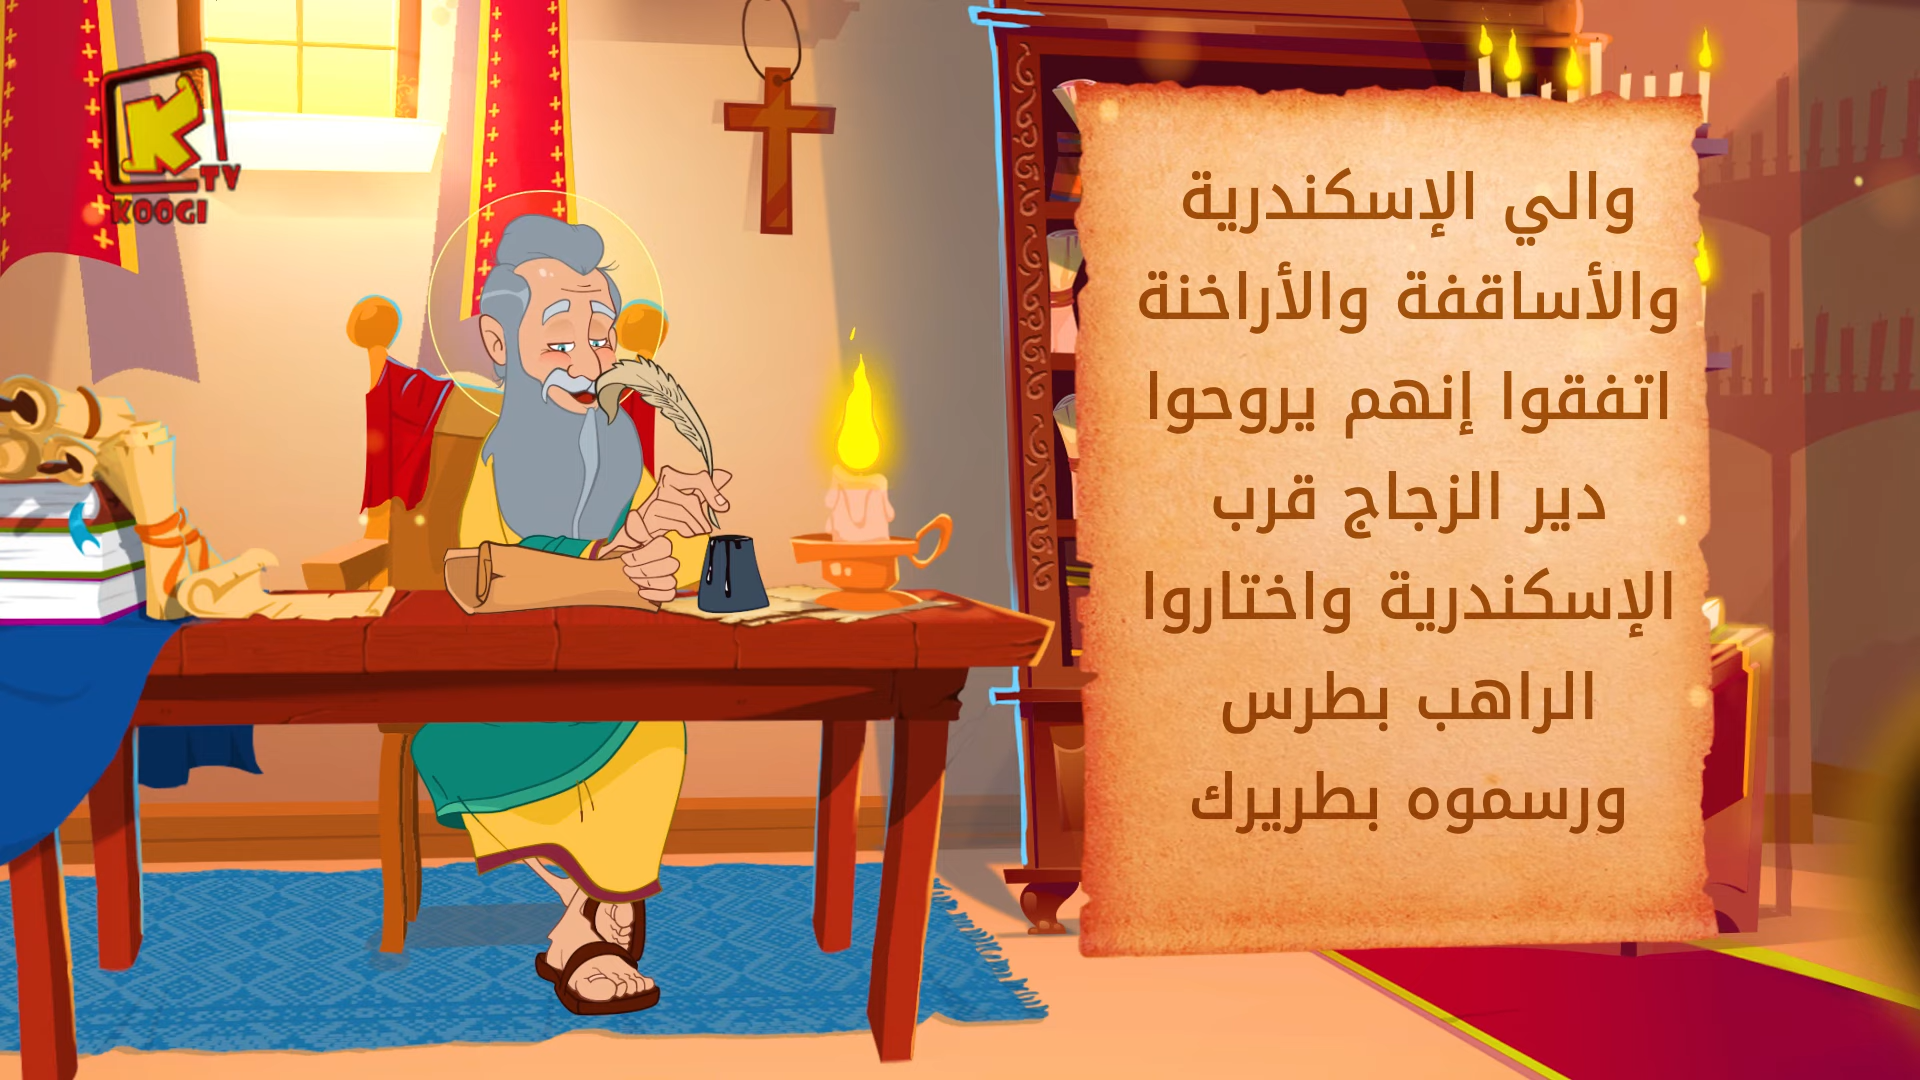 K TV
KOOGI
والي الإسكندرية
والأساقفة والأراخنة
اتفقوا إنهم يروحوا
دير الزجاج قرب
الإسكندرية واختاروا
الراهب بطرس
ورسموه بطريرك